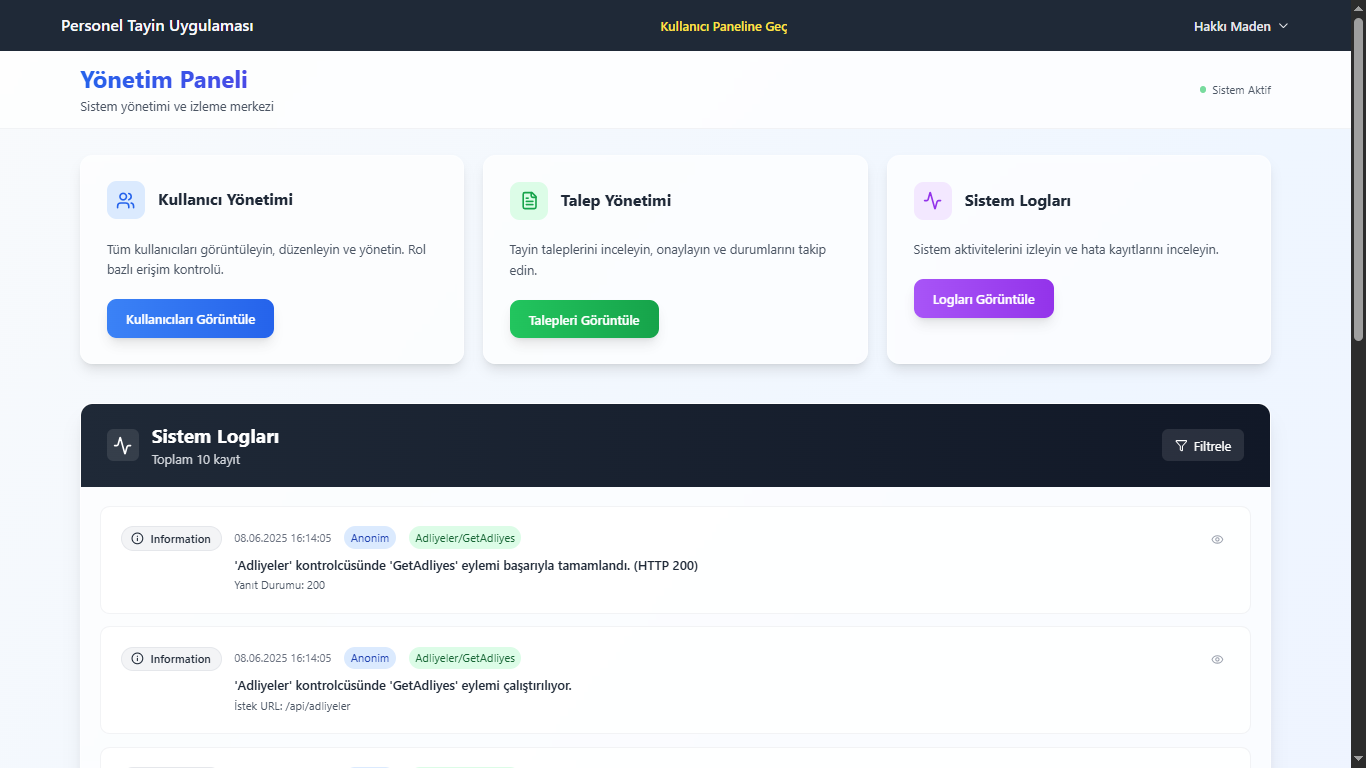 Personel Tayin Uygulaması
Kullanıcı Paneline Geç
Hakkı Maden
Yönetim Paneli
Sistem yönetimi ve izleme merkezi
Sistem Aktif
Kullanıcı Yönetimi
Tüm kullanıcıları görüntüleyin, düzenleyin ve yönetin. Rol
bazlı erişim kontrolü.
Kullanıcıları Görüntüle
Talep Yönetimi
Tayin taleplerini inceleyin, onaylayın ve durumlarını takip
edin.
Talepleri Görüntüle
Sistem Logları
Sistem aktivitelerini izleyin ve hata kayıtlarını inceleyin.
Logları Görüntüle
Sistem Logları
Toplam 10 kayıt
Filtrele
Information 08.06.2025 16:14:05 Anonim Adliyeler/GetAdliyes
'Adliyeler' kontrolcüsünde 'GetAdliyes' eylemi başarıyla tamamlandı. (HTTP 200)
Yanıt Durumu: 200
Information 08.06.2025 16:14:05 Anonim Adliyeler/GetAdliyes
'Adliyeler' kontrolcüsünde 'GetAdliyes' eylemi çalıştırılıyor.
İstek URL: /api/adliyeler